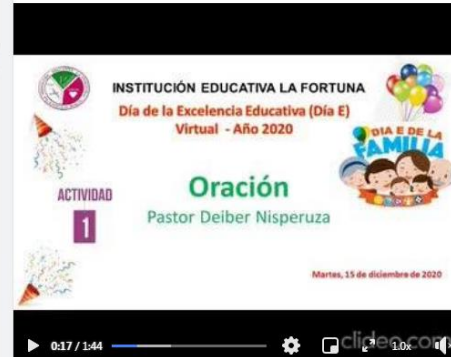 INSTITUCIÓN EDUCATIVA LA FORTUNA
Día de la Excelencia Educativa (Día E)
Virtual - Año 2020
DIA E DE LA
FAMILIA
ACTIVIDAD
1
Oración
Pastor Deiber Nisperuza
Martes, 15 de diciembre de 2020
0:17 / 1:44
1.0x
clideo.com